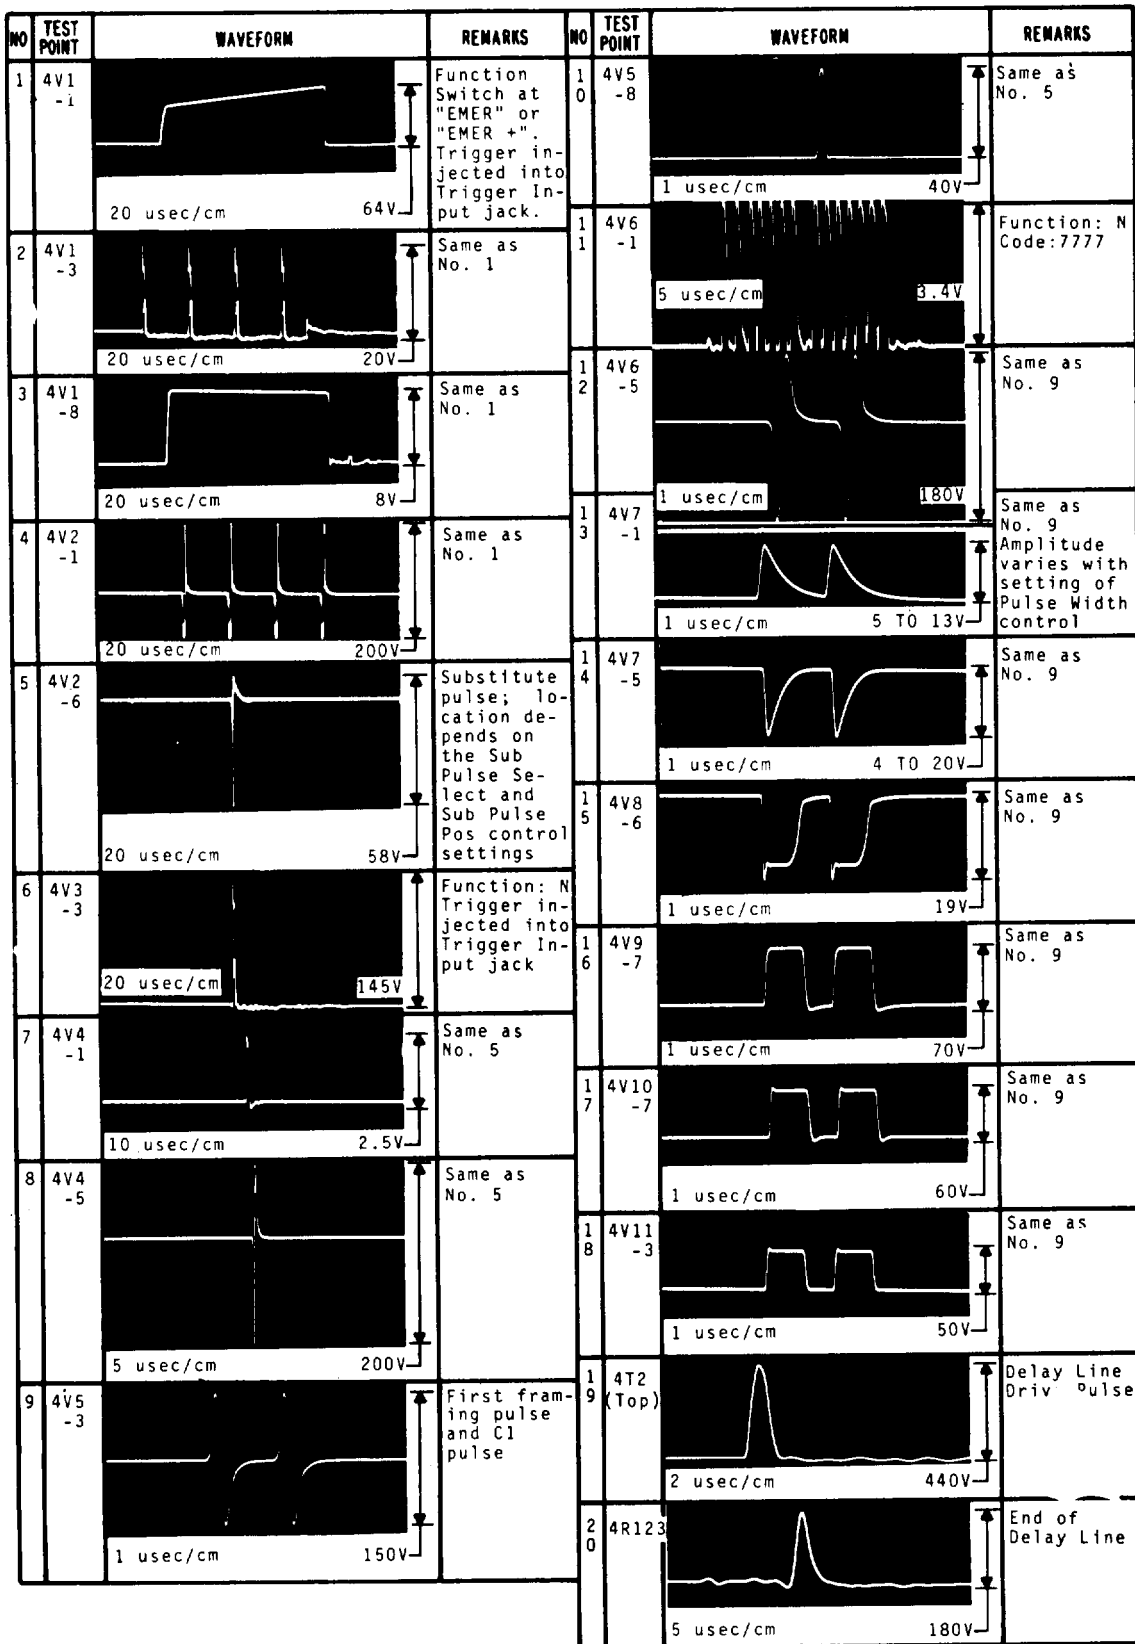 NO TEST POINT WAVEFORM REMARKS
1 4V1 -1
20 usec/cm 64V
Function
Switch at
"EMER" or
"EMER +".
Trigger in-
jected into
Trigger In-
put jack.
2 4V1 -3
20 usec/cm 20V
Same as
No. 1
3 4V1 -8
20 usec/cm 8V
Same as
No. 1
4 4V2 -1
20 usec/cm 200V
Same as
No. 1
5 4V2 -6
20 usec/cm 58V
Substitute
pulse; lo-
cation de-
pends on
the Sub
Pulse Se-
lect and
Sub Pulse
Pos control
settings
6 4V3 -3
20 usec/cm 145V
Function: N
Trigger in-
jected into
Trigger In-
put jack
7 4V4 -1
10 usec/cm 2.5V
Same as
No. 5
8 4V4 -5
5 usec/cm 200V
Same as
No. 5
9 4V5 -3
1 usec/cm 150V
First fram-
ing pulse
and C1
pulse
NO TEST POINT WAVEFORM REMARKS
10 4V5 -8
1 usec/cm 40V
Same as
No. 5
11 4V6 -1
5 usec/cm 3.4V
Function: N
Code:7777
12 4V6 -5
1 usec/cm 180V
Same as
No. 9
13 4V7 -1
1 usec/cm 5 TO 13V
Same as
No. 9
Amplitude
varies with
setting of
Pulse Width
control
14 4V7 -5
1 usec/cm 4 TO 20V
Same as
No. 9
15 4V8 -6
1 usec/cm 19V
Same as
No. 9
16 4V9 -7
1 usec/cm 70V
Same as
No. 9
17 4V10 -7
1 usec/cm 60V
Same as
No. 9
18 4V11 -3
1 usec/cm 50V
Same as
No. 9
19 4T2 (Top)
2 usec/cm 440V
Delay Line
Driv Pulse
20 4R123
5 usec/cm 180V
End of
Delay Line